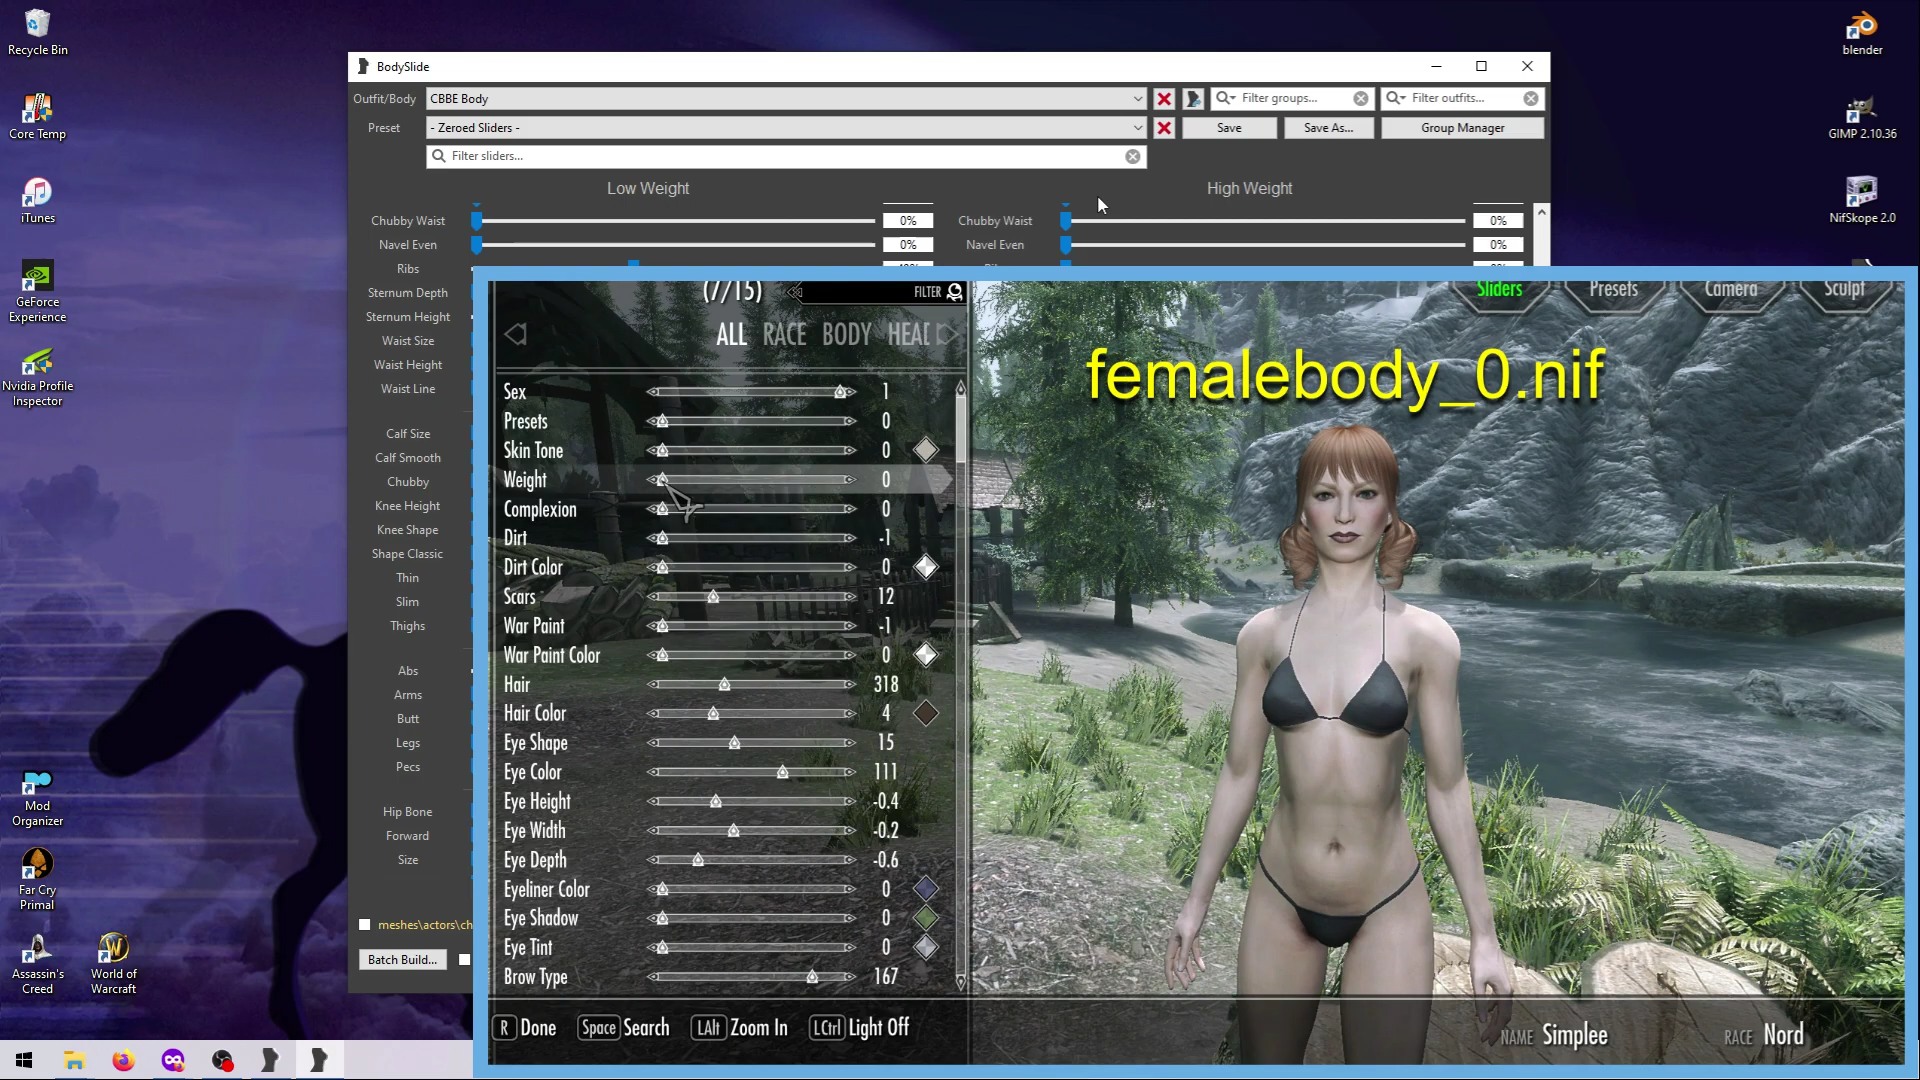 Recycle Bin
Core Temp
iTunes
GeForce
Experience
Nvidia Profile
Inspector
Mod
Organizer
Far Cry
Primal
Assassin's
Creed
World of
Warcraft
blender
GIMP 2.10.36
NifSkope 2.0
BodySlide
Outfit/Body CBBE Body Filter groups... Filter outfits...
Preset - Zeroed Sliders - Save Save As... Group Manager
Filter sliders...
Low Weight High Weight
Chubby Waist 0% Chubby Waist 0%
Navel Even 0% Navel Even 0%
Ribs
Sternum Depth
Sternum Height
Waist Size
Waist Height
Waist Line
Calf Size
Calf Smooth
Chubby
Knee Height
Knee Shape
Shape Classic
Thin
Slim
Thighs
Abs
Arms
Butt
Legs
Pecs
Hip Bone
Forward
Size
meshes\actors\ch
Batch Build...
(7/15) FILTER
ALL RACE BODY HEAD
Sex 1
Presets 0
Skin Tone 0
Weight 0
Complexion 0
Dirt -1
Dirt Color 0
Scars 12
War Paint -1
War Paint Color 0
Hair 318
Hair Color 4
Eye Shape 15
Eye Color 111
Eye Height -0.4
Eye Width -0.2
Eye Depth -0.6
Eyeliner Color 0
Eye Shadow 0
Eye Tint 0
Brow Type 167
R Done Space Search LAlt Zoom In LCtrl Light Off
Sliders Presets Camera Sculpt
femalebody_0.nif
NAME Simplee RACE Nord